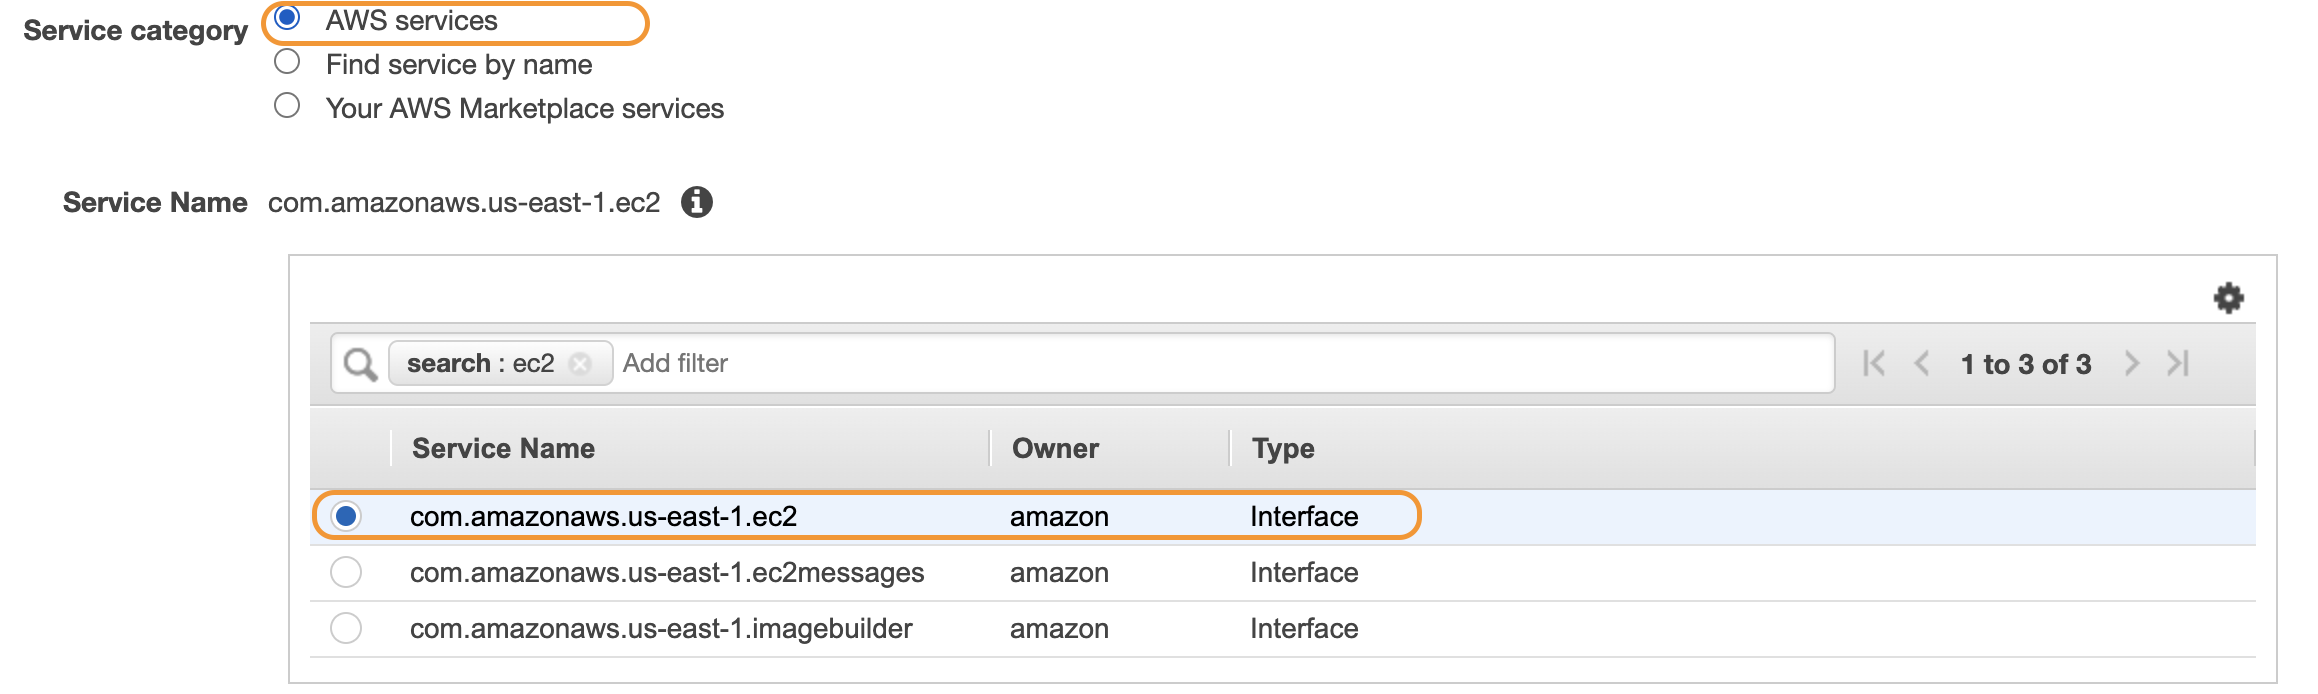 Service category
AWS services
Find service by name
Your AWS Marketplace services
Service Name com.amazonaws.us-east-1.ec2
search : ec2 Add filter 1 to 3 of 3
Service Name Owner Type
com.amazonaws.us-east-1.ec2 amazon Interface
com.amazonaws.us-east-1.ec2messages amazon Interface
com.amazonaws.us-east-1.imagebuilder amazon Interface